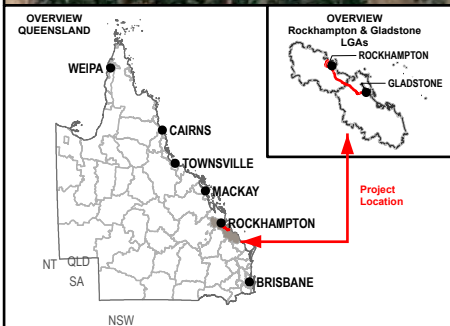 OVERVIEW
QUEENSLAND
WEIPA
CAIRNS
TOWNSVILLE
MACKAY
ROCKHAMPTON
BRISBANE
NT
QLD
SA
NSW
OVERVIEW
Rockhampton & Gladstone
LGAs
ROCKHAMPTON
GLADSTONE
Project
Location